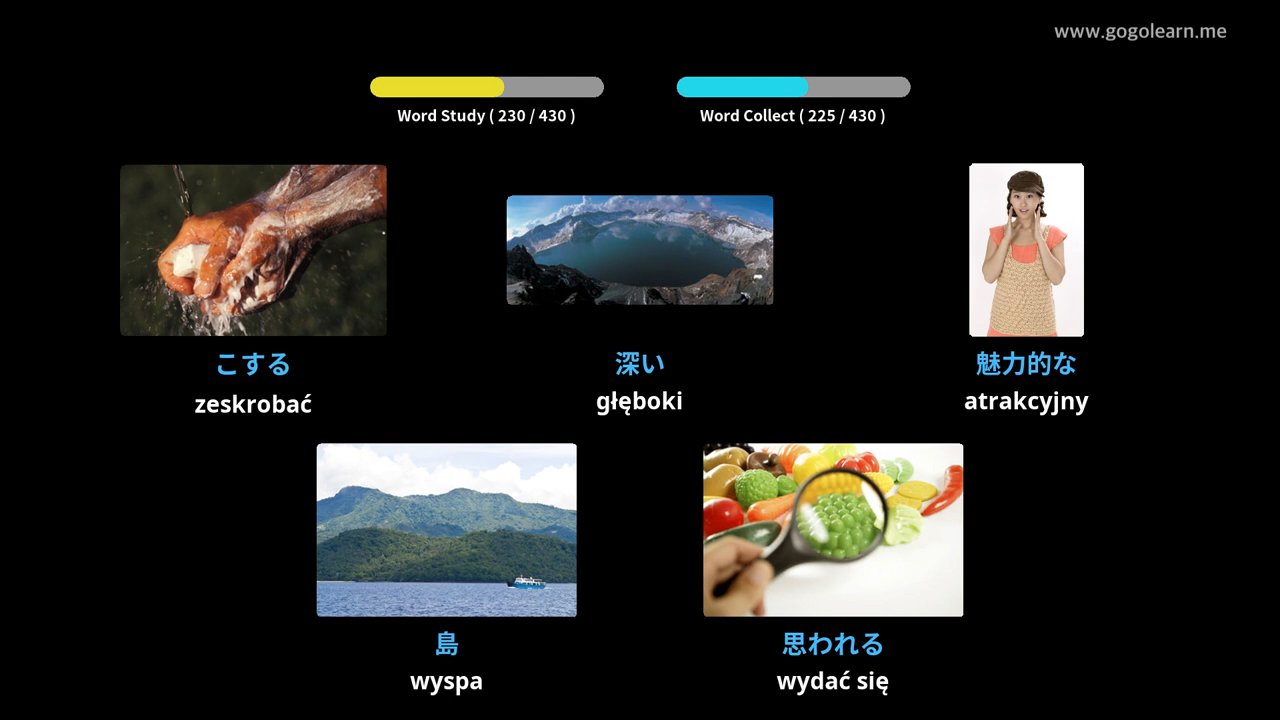 www.gogolearn.me
Word Study ( 230 / 430 )
Word Collect ( 225 / 430 )
こする
zeskrobać
深い
głęboki
魅力的な
atrakcyjny
島
wyspa
思われる
wydać się